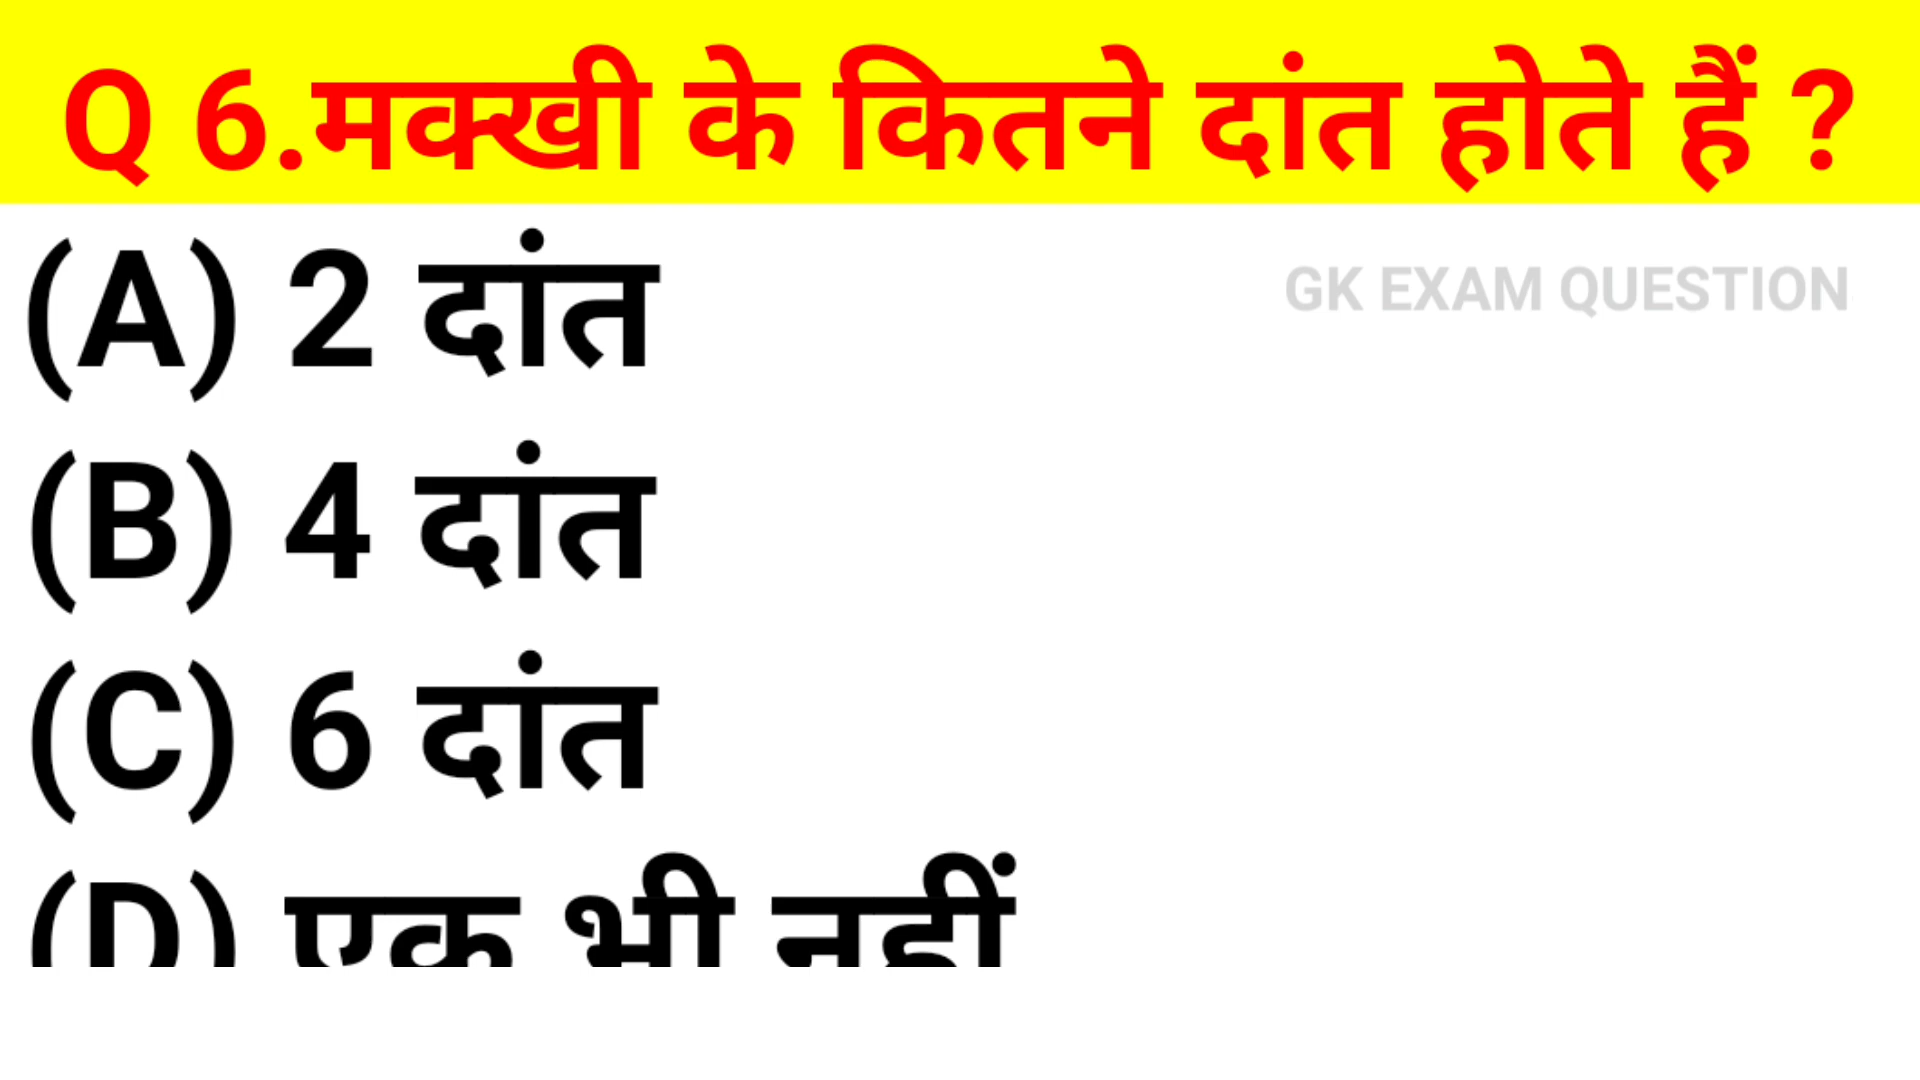 Q 6.मक्खी के कितने दांत होते हैं ?
(A) 2 दांत
GK EXAM QUESTION
(B) 4 दांत
(C) 6 दांत
(D) एक भी नहीं